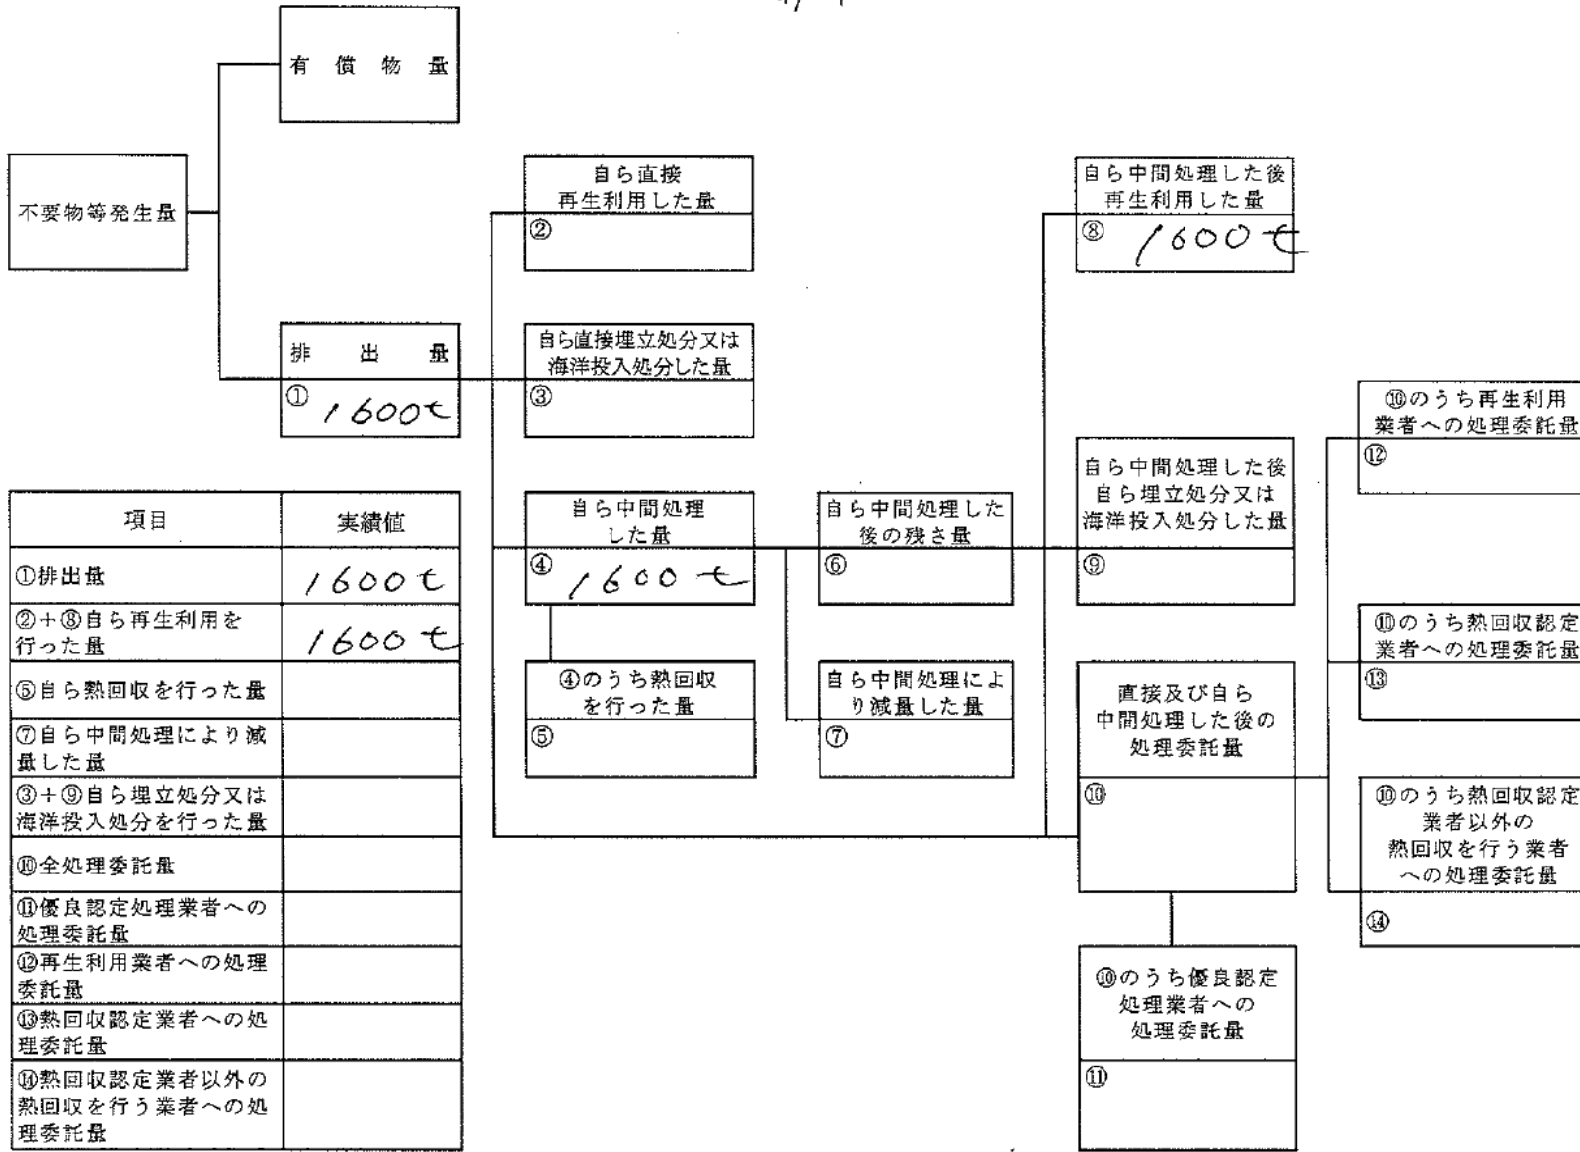 有償物量
不要物等発生量
排出量
① 1600t
自ら直接
再生利用した量
②
自ら直接埋立処分又は
海洋投入処分した量
③
自ら中間処理
した量
④ 1600t
④のうち熱回収
を行った量
⑤
自ら中間処理した
後の残さ量
⑥
自ら中間処理によ
り減量した量
⑦
自ら中間処理した後
再生利用した量
⑧ 1600t
自ら中間処理した後
自ら埋立処分又は
海洋投入処分した量
⑨
直接及び自ら
中間処理した後の
処理委託量
⑩
⑩のうち優良認定
処理業者への
処理委託量
⑪
⑩のうち再生利用
業者への処理委託量
⑫
⑩のうち熱回収認定
業者への処理委託量
⑬
⑩のうち熱回収認定
業者以外の
熱回収を行う業者
への処理委託量
⑭
項目 実績値
①排出量 1600t
②+⑧自ら再生利用を
行った量 1600t
⑤自ら熱回収を行った量
⑦自ら中間処理により減
量した量
③+⑨自ら埋立処分又は
海洋投入処分を行った量
⑩全処理委託量
⑪優良認定処理業者への
処理委託量
⑫再生利用業者への処理
委託量
⑬熱回収認定業者への処
理委託量
⑭熱回収認定業者以外の
熱回収を行う業者への処
理委託量